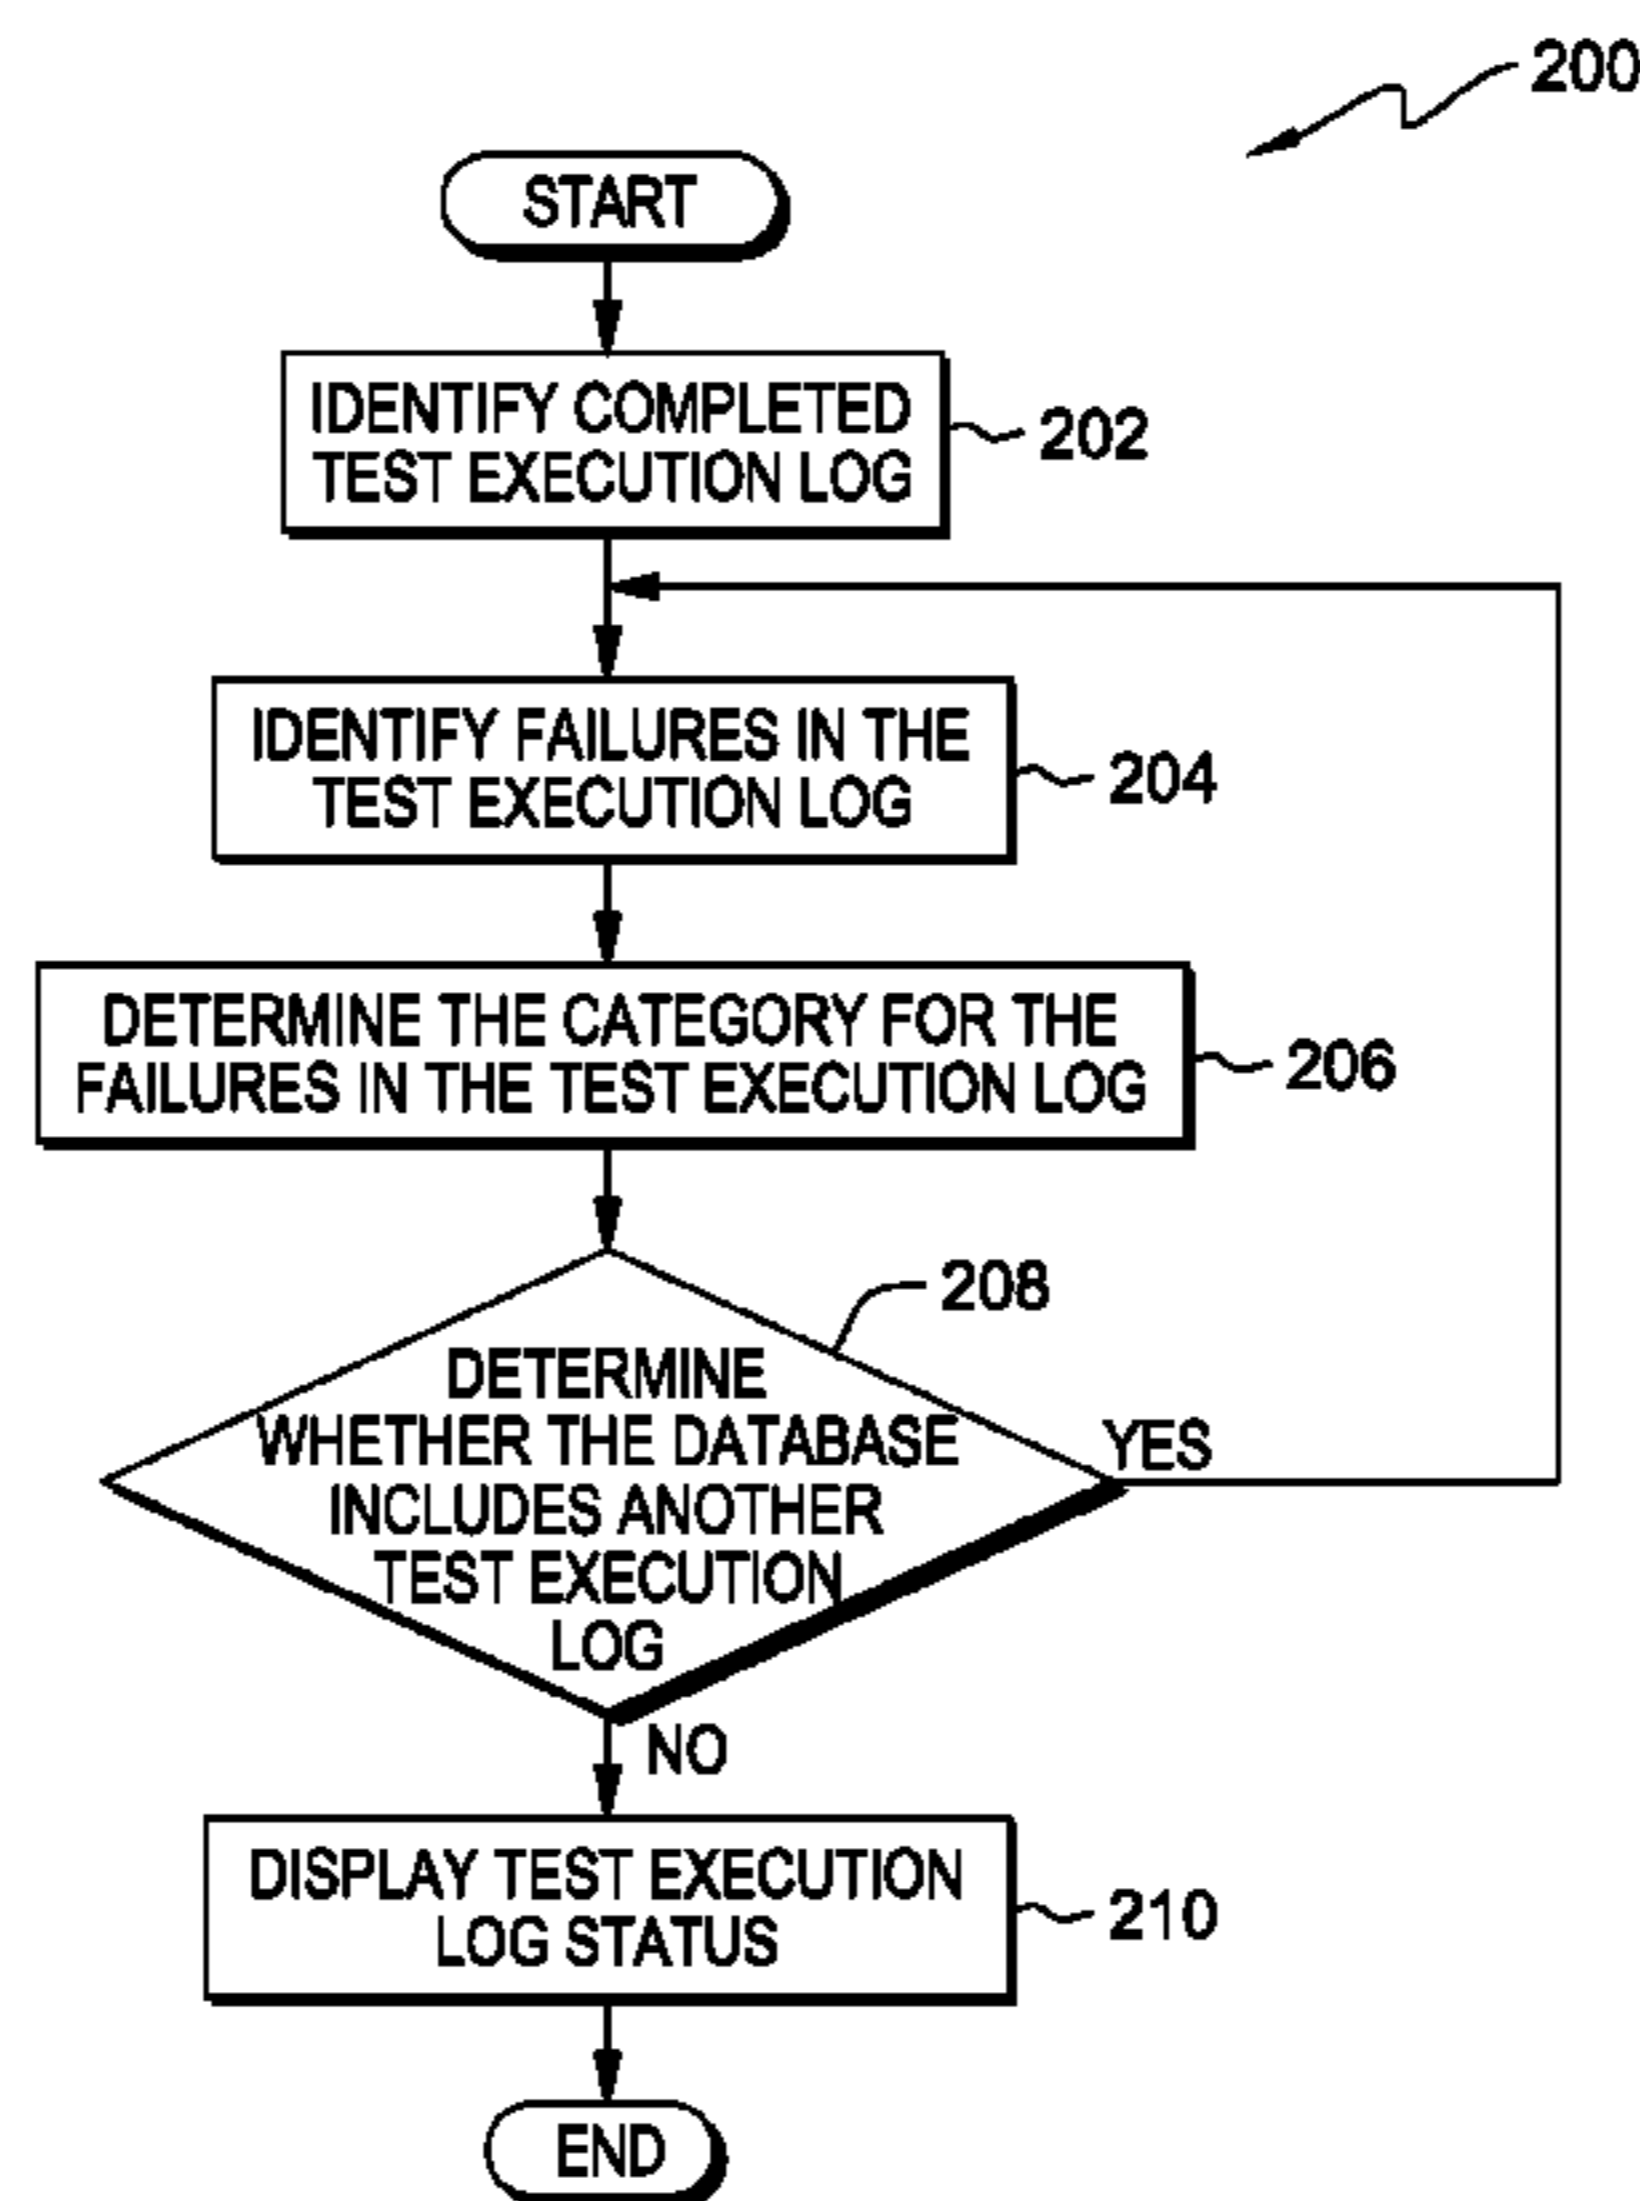 200
START
IDENTIFY COMPLETED
TEST EXECUTION LOG
202
IDENTIFY FAILURES IN THE
TEST EXECUTION LOG
204
DETERMINE THE CATEGORY FOR THE
FAILURES IN THE TEST EXECUTION LOG
206
208
DETERMINE
WHETHER THE DATABASE
INCLUDES ANOTHER
TEST EXECUTION
LOG
YES
NO
DISPLAY TEST EXECUTION
LOG STATUS
210
END